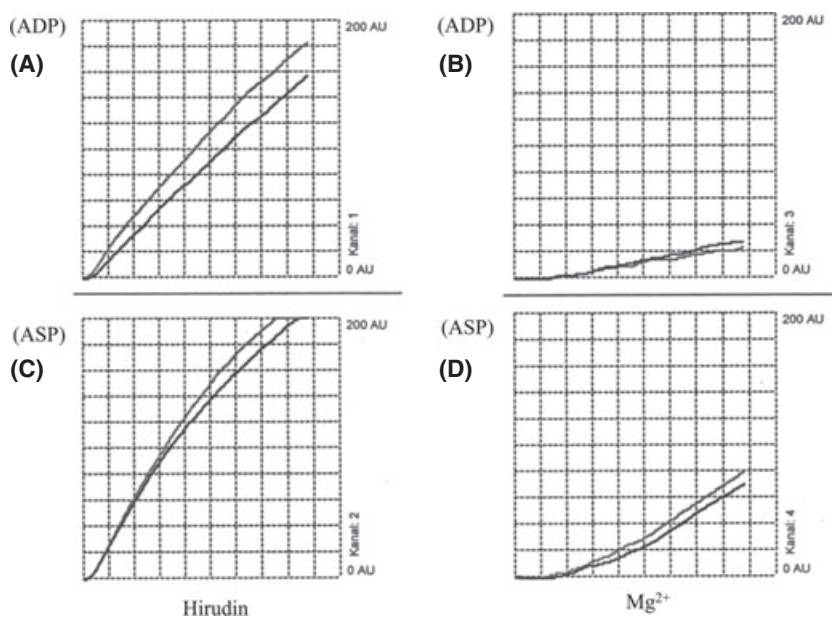 (ADP)
(A)
200 AU
Kanal: 1
0 AU
(ADP)
(B)
200 AU
Kanal: 3
0 AU
(ASP)
(C)
200 AU
Kanal: 2
0 AU
(ASP)
(D)
200 AU
Kanal: 4
0 AU
Hirudin
Mg²⁺